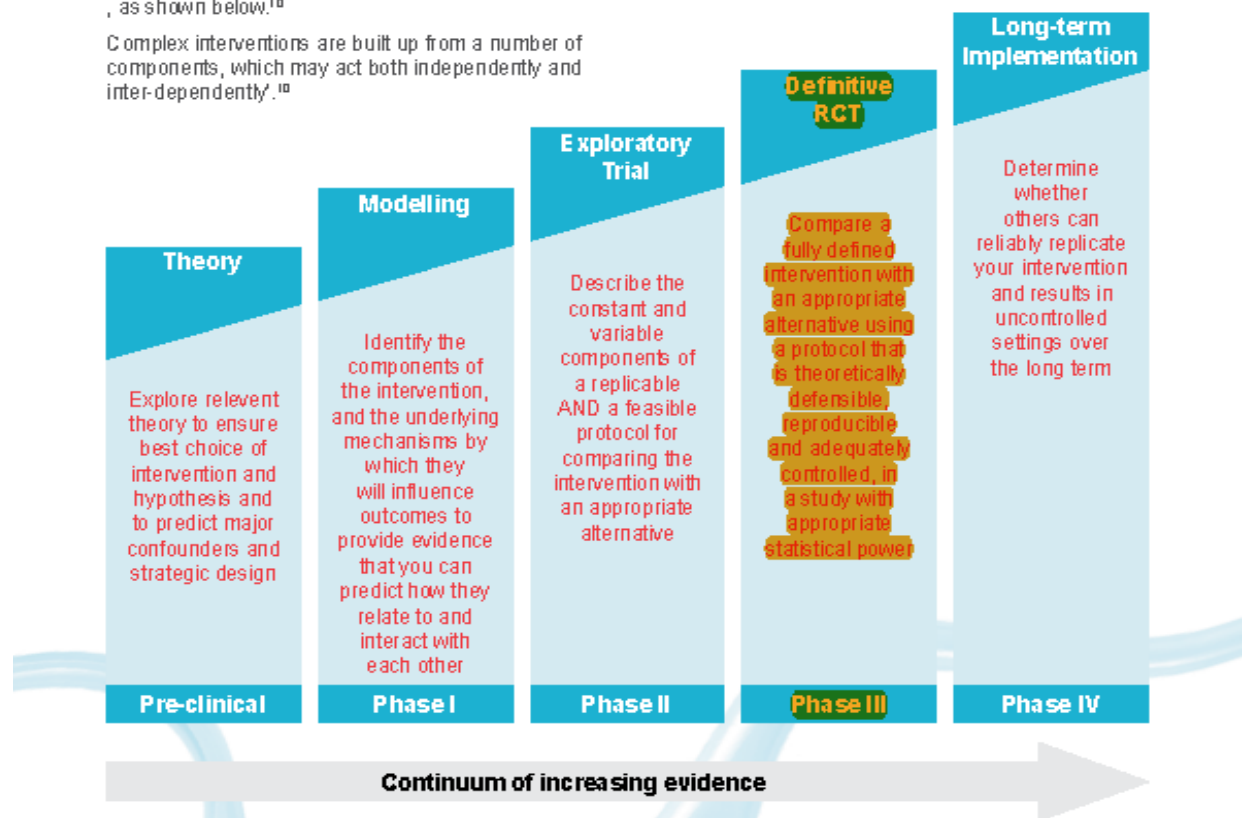 , as shown below.¹⁰
Complex interventions are built up from a number of
components, which may act both independently and
inter-dependently'.¹⁰
Theory
Explore relevent
theory to ensure
best choice of
intervention and
hypothesis and
to predict major
confounders and
strategic design
Pre-clinical
Modelling
Identify the
components of
the intervention,
and the underlying
mechanisms by
which they
will influence
outcomes to
provide evidence
that you can
predict how they
relate to and
interact with
each other
Phase I
Exploratory
Trial
Describe the
constant and
variable
components of
a replicable
AND a feasible
protocol for
comparing the
intervention with
an appropriate
alternative
Phase II
Definitive
RCT
Compare a
fully defined
intervention with
an appropriate
alternative using
a protocol that
is theoretically
defensible,
reproducible
and adequately
controlled, in
a study with
appropriate
statistical power
Phase III
Long-term
Implementation
Determine
whether
others can
reliably replicate
your intervention
and results in
uncontrolled
settings over
the long term
Phase IV
Continuum of increasing evidence